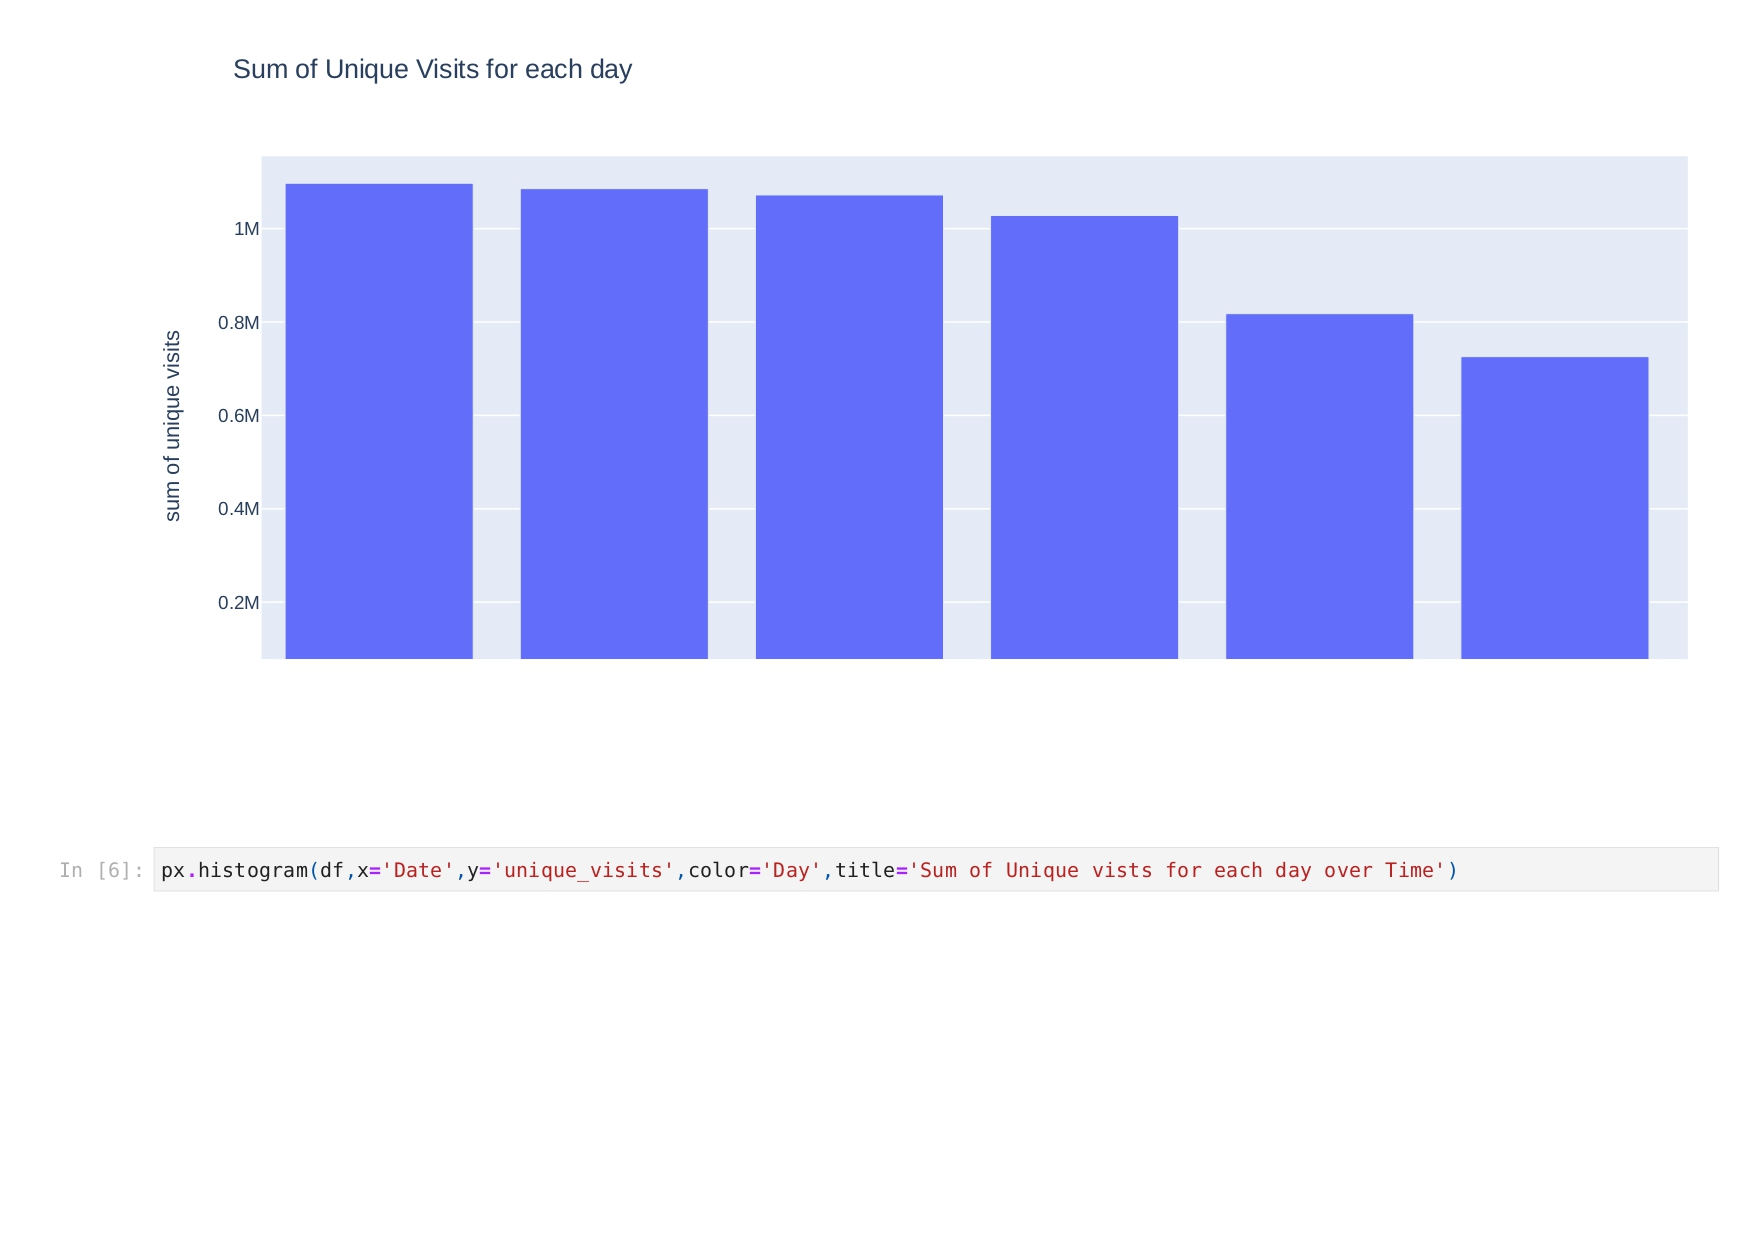 Sum of Unique Visits for each day
1M
0.8M
0.6M
0.4M
0.2M
sum of unique visits
In [6]: px.histogram(df,x='Date',y='unique_visits',color='Day',title='Sum of Unique vists for each day over Time')